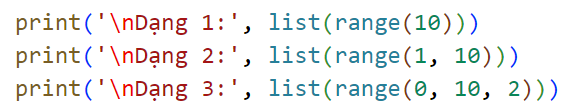 print('\nDạng 1:', list(range(10)))
print('\nDạng 2:', list(range(1, 10)))
print('\nDạng 3:', list(range(0, 10, 2)))